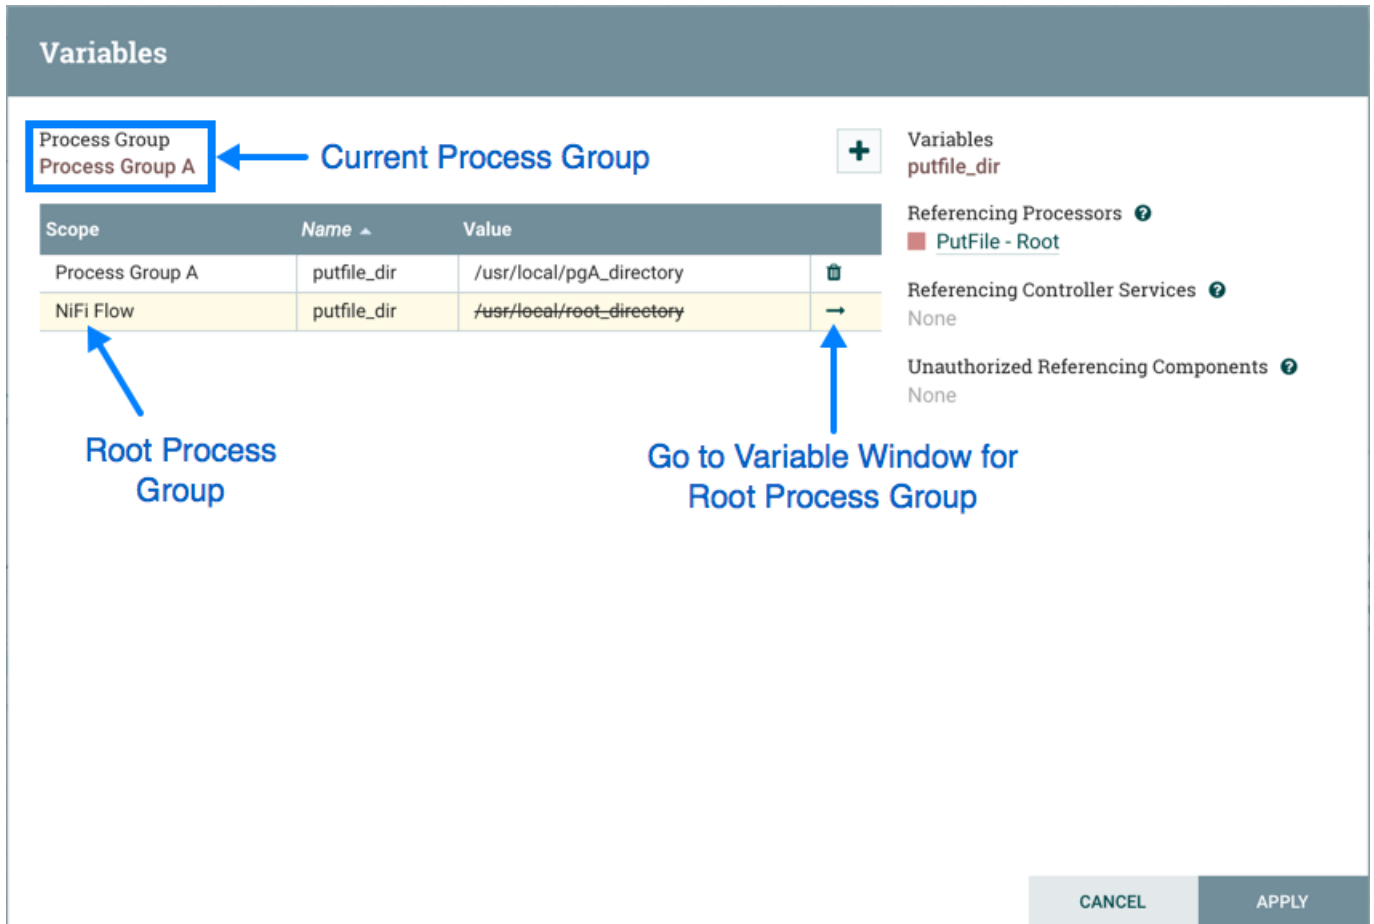 Variables
Process Group
Process Group A
Current Process Group
Variables
putfile_dir
Scope Name Value
Process Group A putfile_dir /usr/local/pgA_directory
NiFi Flow putfile_dir /usr/local/root_directory
Referencing Processors
PutFile - Root
Referencing Controller Services
None
Unauthorized Referencing Components
None
Root Process
Group
Go to Variable Window for
Root Process Group
CANCEL APPLY